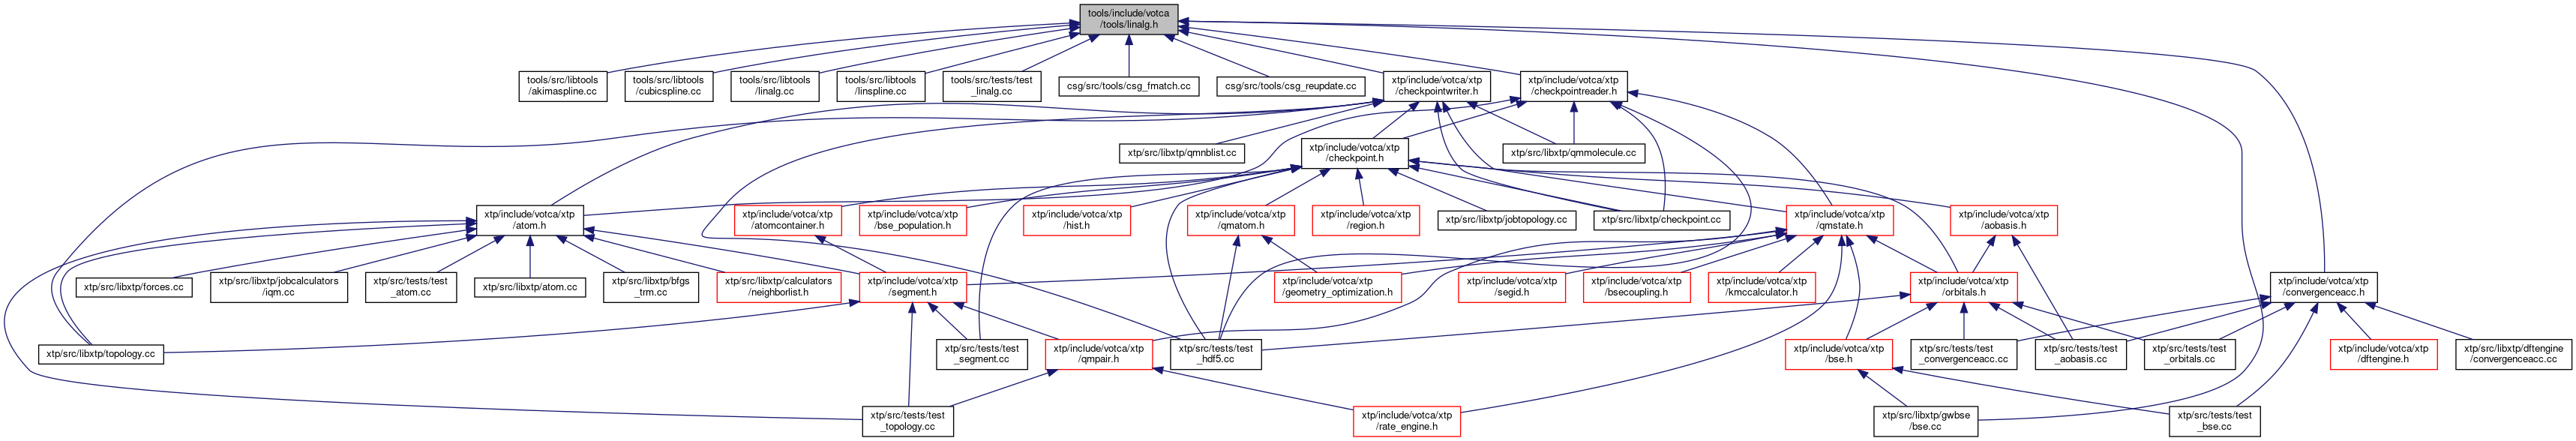 tools/include/votca
/tools/linalg.h
tools/src/libtools
/akimaspline.cc
tools/src/libtools
/cubicspline.cc
tools/src/libtools
/linalg.cc
tools/src/libtools
/linspline.cc
tools/src/tests/test
_linalg.cc
csg/src/tools/csg_fmatch.cc
csg/src/tools/csg_reupdate.cc
xtp/include/votca/xtp
/checkpointwriter.h
xtp/include/votca/xtp
/checkpointreader.h
xtp/src/libxtp/qmnblist.cc
xtp/include/votca/xtp
/checkpoint.h
xtp/src/libxtp/qmmolecule.cc
xtp/include/votca/xtp
/atom.h
xtp/include/votca/xtp
/atomcontainer.h
xtp/include/votca/xtp
/bse_population.h
xtp/include/votca/xtp
/hist.h
xtp/include/votca/xtp
/qmatom.h
xtp/include/votca/xtp
/region.h
xtp/src/libxtp/jobtopology.cc
xtp/src/libxtp/checkpoint.cc
xtp/include/votca/xtp
/qmstate.h
xtp/include/votca/xtp
/aobasis.h
xtp/src/libxtp/forces.cc
xtp/src/libxtp/jobcalculators
/iqm.cc
xtp/src/tests/test
_atom.cc
xtp/src/libxtp/atom.cc
xtp/src/libxtp/bfgs
_trm.cc
xtp/src/libxtp/calculators
/neighborlist.h
xtp/include/votca/xtp
/segment.h
xtp/include/votca/xtp
/geometry_optimization.h
xtp/include/votca/xtp
/segid.h
xtp/include/votca/xtp
/bsecoupling.h
xtp/include/votca/xtp
/kmccalculator.h
xtp/include/votca/xtp
/orbitals.h
xtp/include/votca/xtp
/convergenceacc.h
xtp/src/libxtp/topology.cc
xtp/src/tests/test
_segment.cc
xtp/include/votca/xtp
/qmpair.h
xtp/src/tests/test
_hdf5.cc
xtp/include/votca/xtp
/bse.h
xtp/src/tests/test
_convergenceacc.cc
xtp/src/tests/test
_aobasis.cc
xtp/src/tests/test
_orbitals.cc
xtp/include/votca/xtp
/dftengine.h
xtp/src/libxtp/dftengine
/convergenceacc.cc
xtp/src/tests/test
_topology.cc
xtp/include/votca/xtp
/rate_engine.h
xtp/src/libxtp/gwbse
/bse.cc
xtp/src/tests/test
_bse.cc